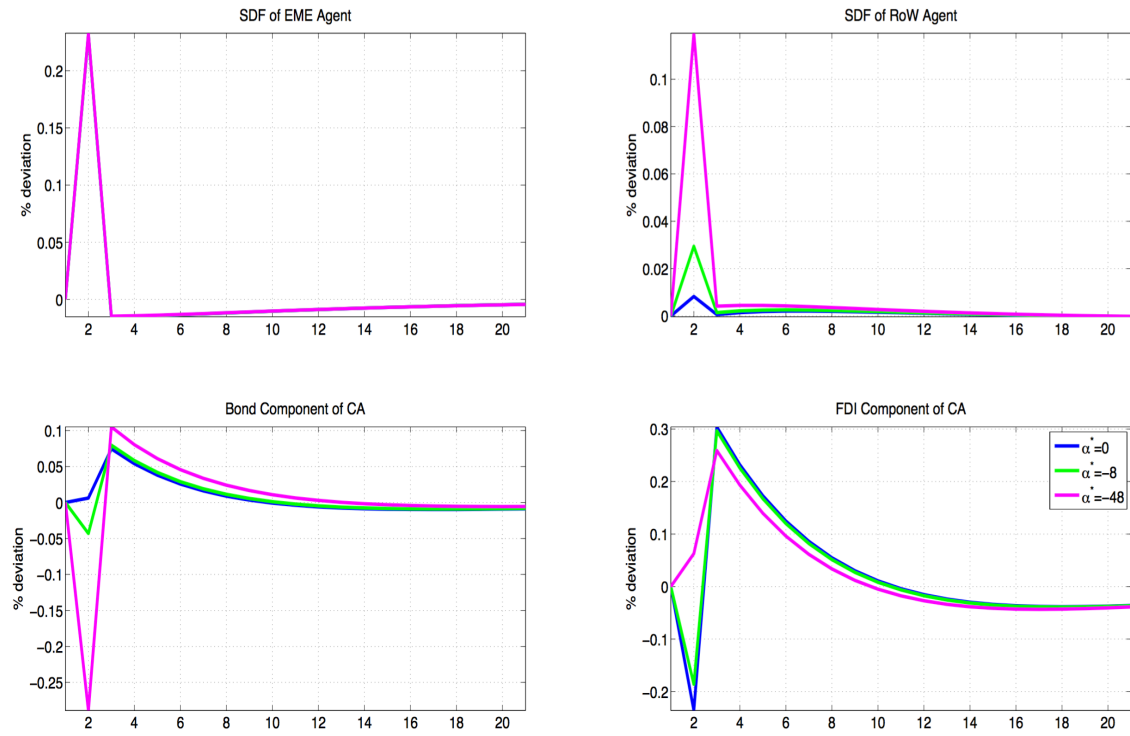 SDF of EME Agent
% deviation
0.2
0.15
0.1
0.05
0
2 4 6 8 10 12 14 16 18 20
SDF of RoW Agent
% deviation
0.1
0.08
0.06
0.04
0.02
0
2 4 6 8 10 12 14 16 18 20
Bond Component of CA
% deviation
0.1
0.05
0
−0.05
−0.1
−0.15
−0.2
−0.25
2 4 6 8 10 12 14 16 18 20
FDI Component of CA
% deviation
0.3
0.2
0.1
0
−0.1
−0.2
2 4 6 8 10 12 14 16 18 20
α*=0
α*=−8
α*=−48